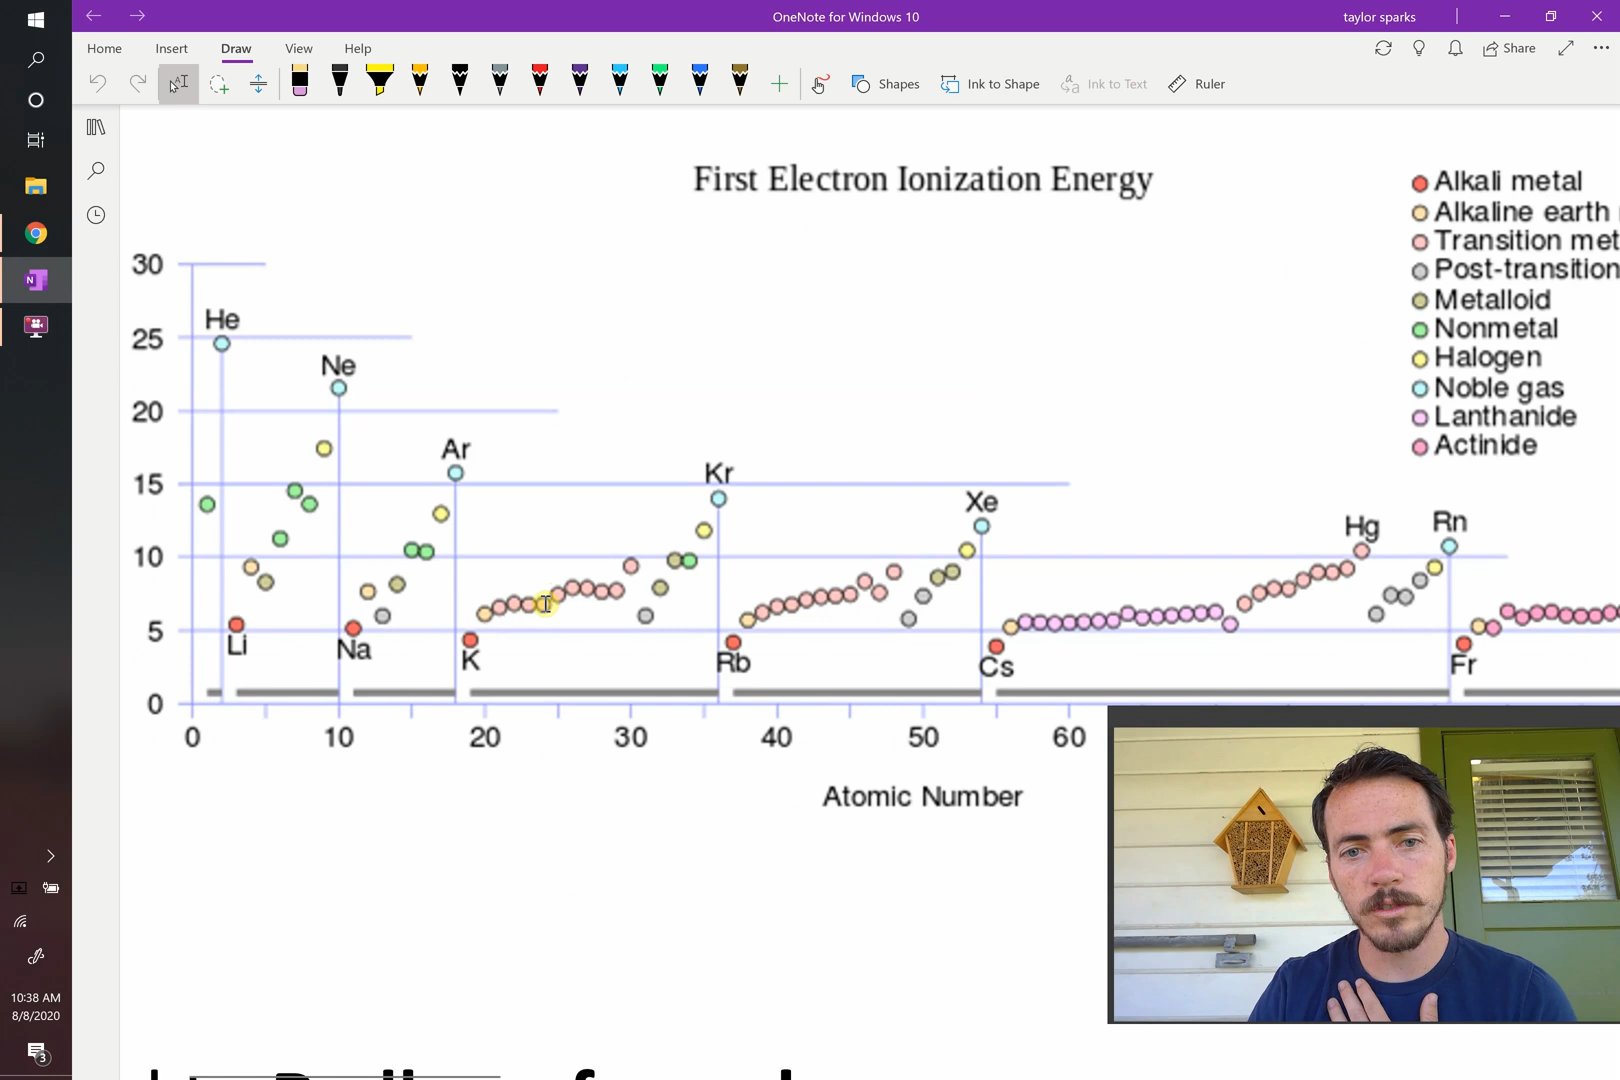 OneNote for Windows 10
taylor sparks
Home Insert Draw View Help
Share
Shapes Ink to Shape Ink to Text Ruler
First Electron Ionization Energy
Alkali metal
Alkaline earth
Transition met
Post-transition
Metalloid
Nonmetal
Halogen
Noble gas
Lanthanide
Actinide
30
25
20
15
10
5
0
He
Ne
Ar
Kr
Xe
Hg
Rn
Li
Na
K
Rb
Cs
Fr
0 10 20 30 40 50 60
Atomic Number
10:38 AM
8/8/2020
3